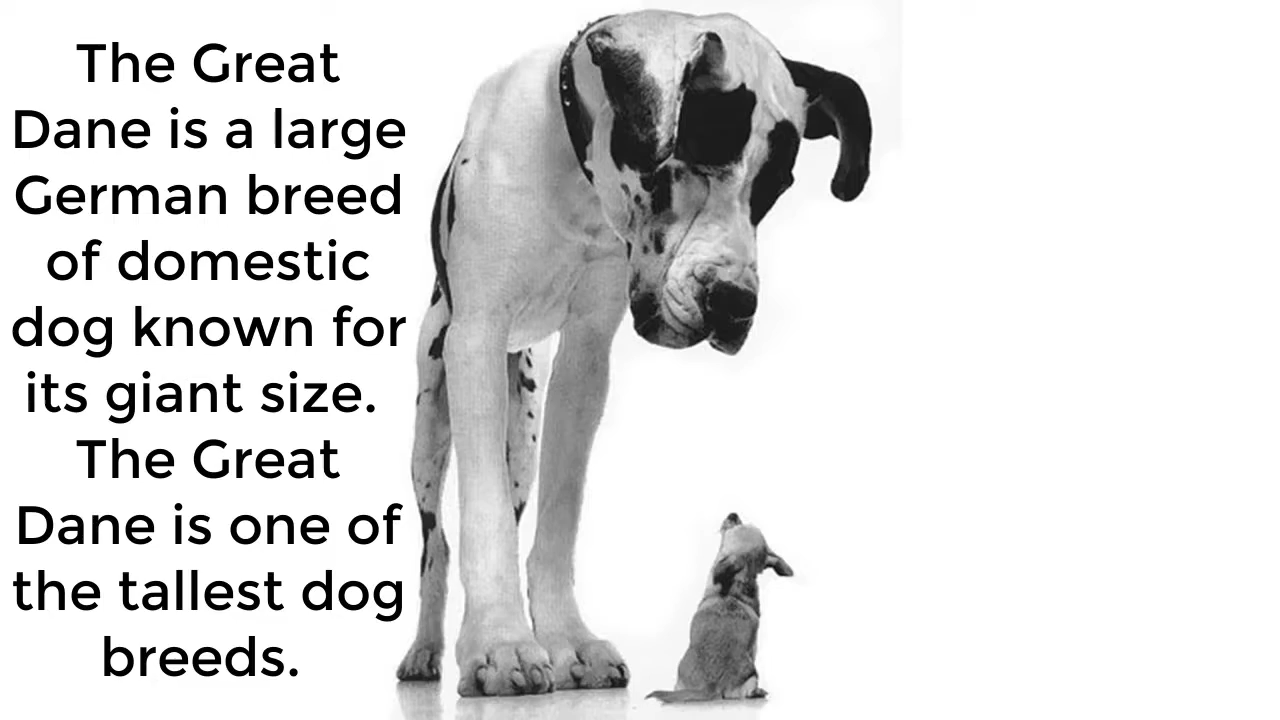 The Great
Dane is a large
German breed
of domestic
dog known for
its giant size.
The Great
Dane is one of
the tallest dog
breeds.